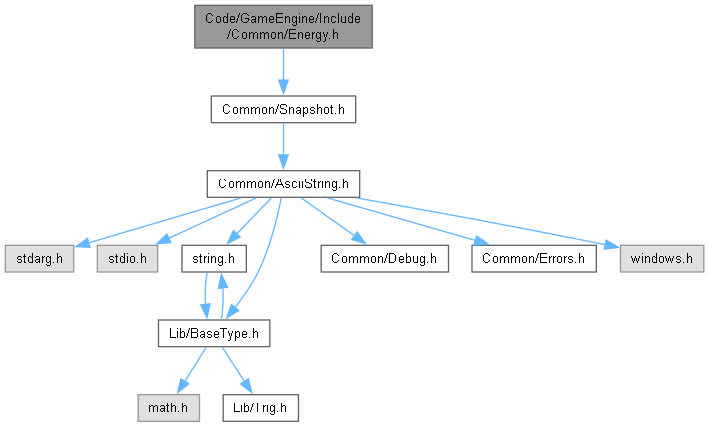 Code/GameEngine/Include
/Common/Energy.h
Common/Snapshot.h
Common/AsciiString.h
stdarg.h
stdio.h
string.h
Common/Debug.h
Common/Errors.h
windows.h
Lib/BaseType.h
math.h
Lib/Trig.h